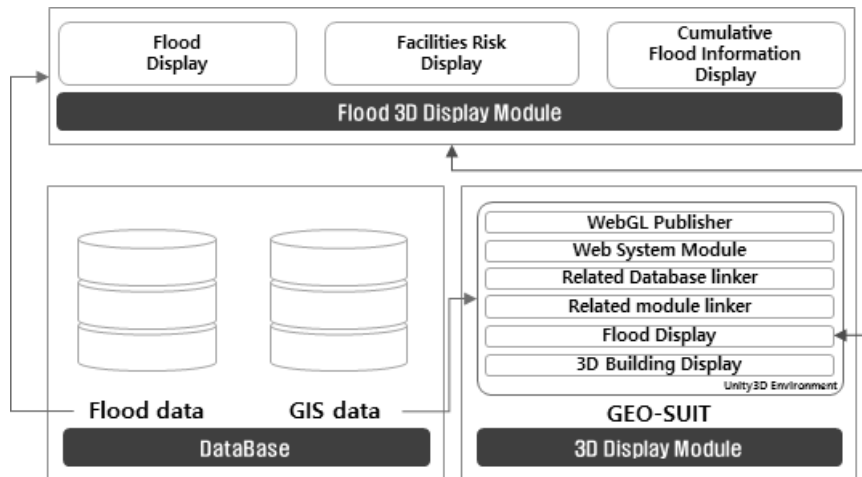 Flood
Display
Facilities Risk
Display
Cumulative
Flood Information
Display
Flood 3D Display Module
Flood data
GIS data
DataBase
WebGL Publisher
Web System Module
Related Database linker
Related module linker
Flood Display
3D Building Display
Unity3D Environment
GEO-SUIT
3D Display Module